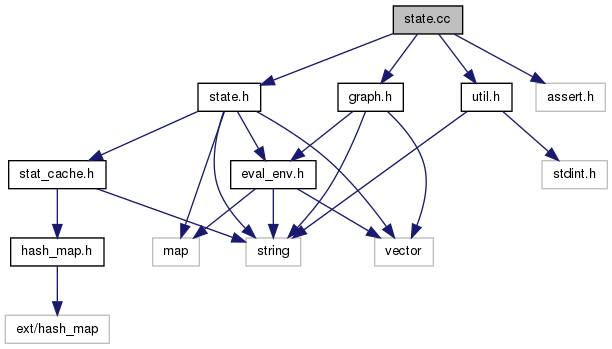 state.cc
state.h
graph.h
util.h
assert.h
stat_cache.h
eval_env.h
stdint.h
hash_map.h
map
string
vector
ext/hash_map